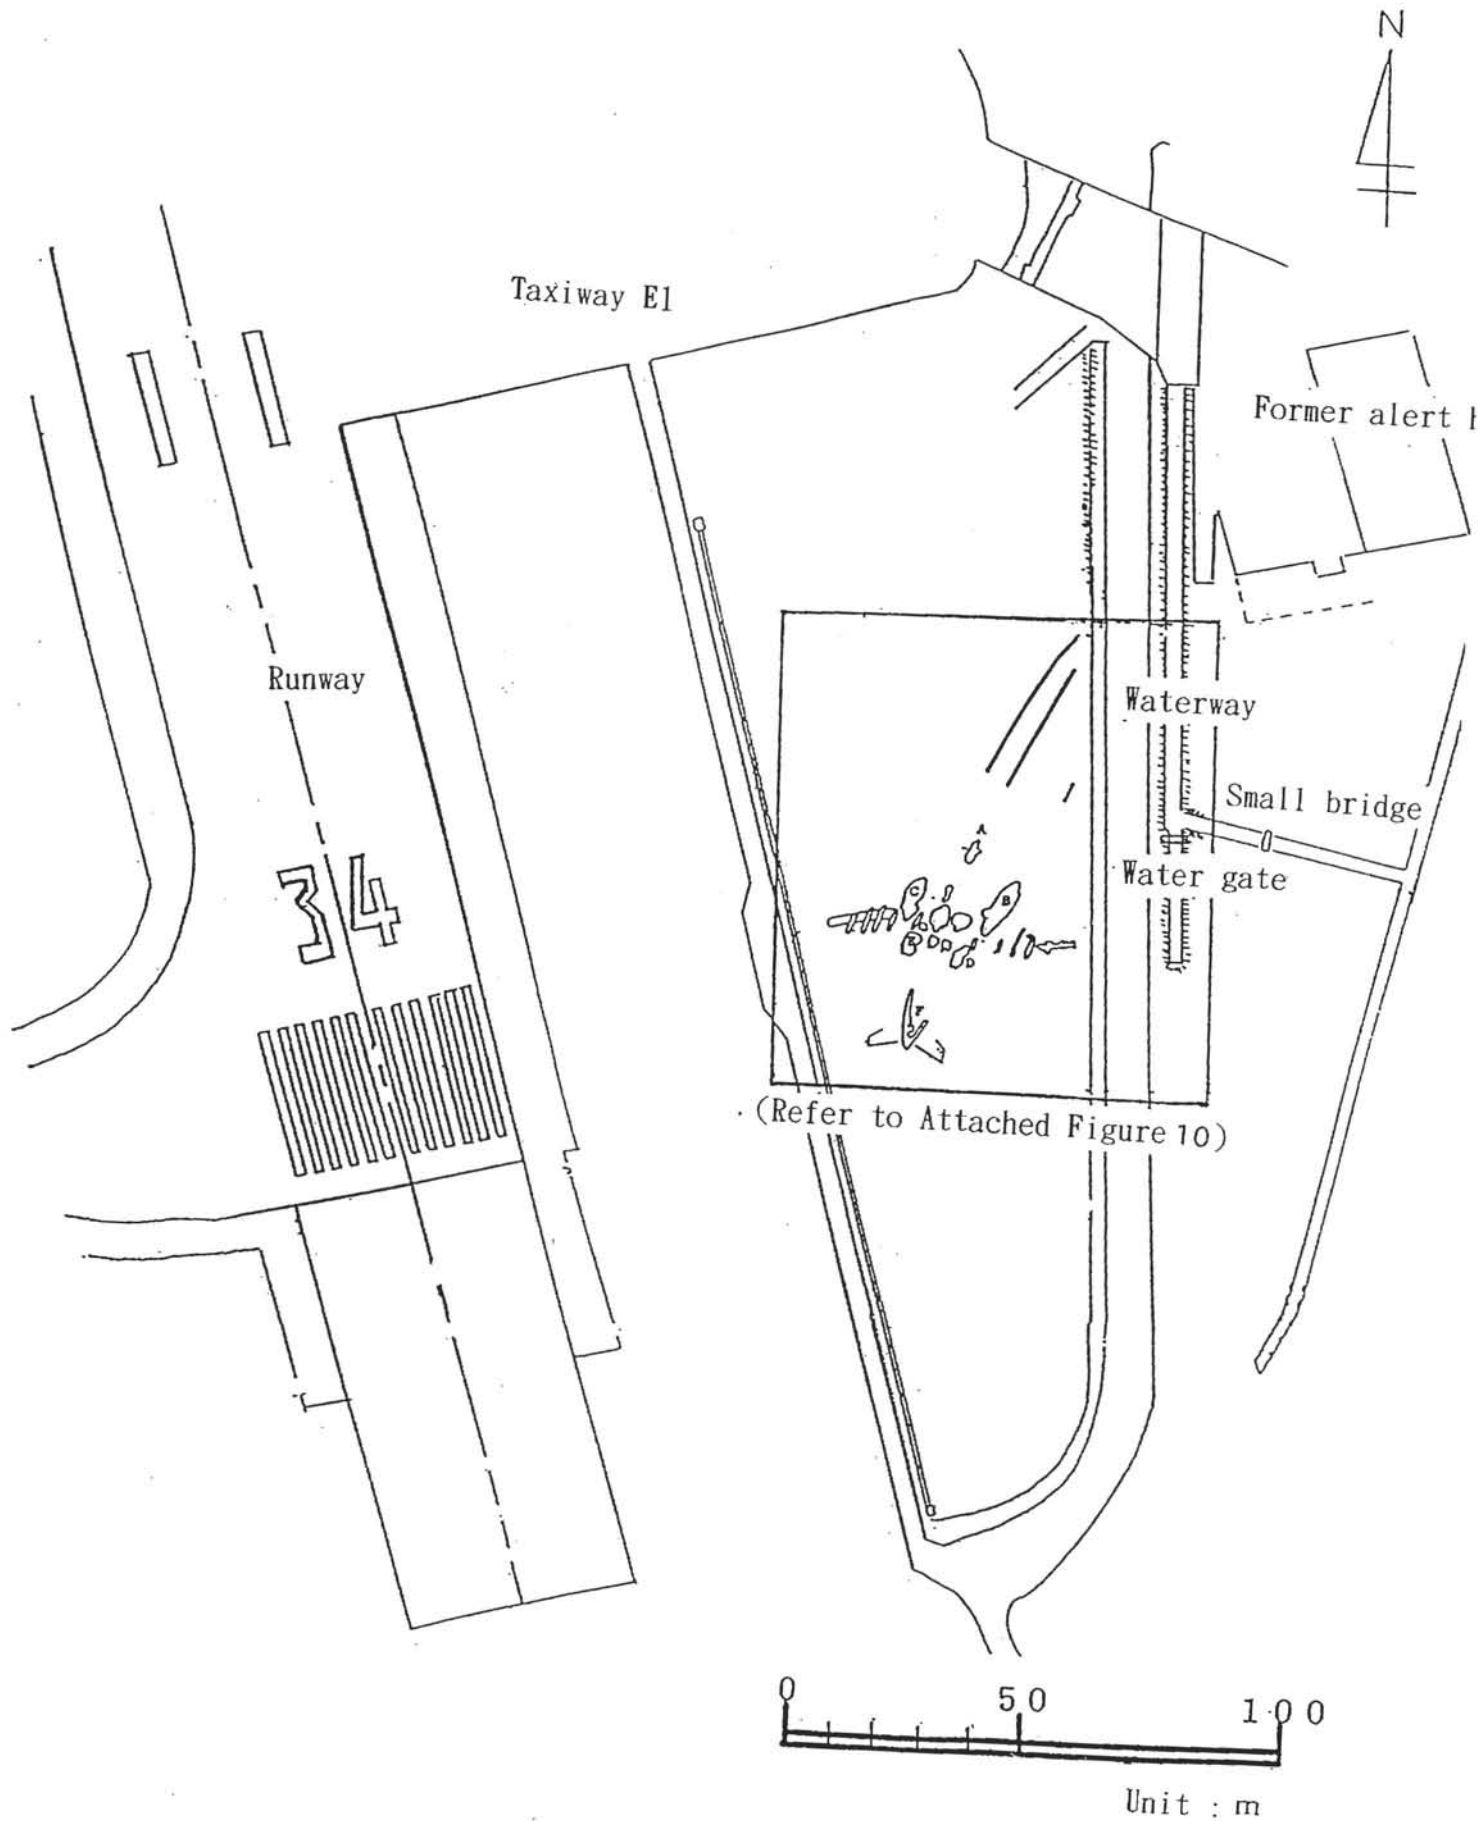 N
Taxiway E1
Former alert
Runway
Waterway
Small bridge
A
Water gate
C
B
34
E
D
F
(Refer to Attached Figure 10)
0 50 100
Unit : m